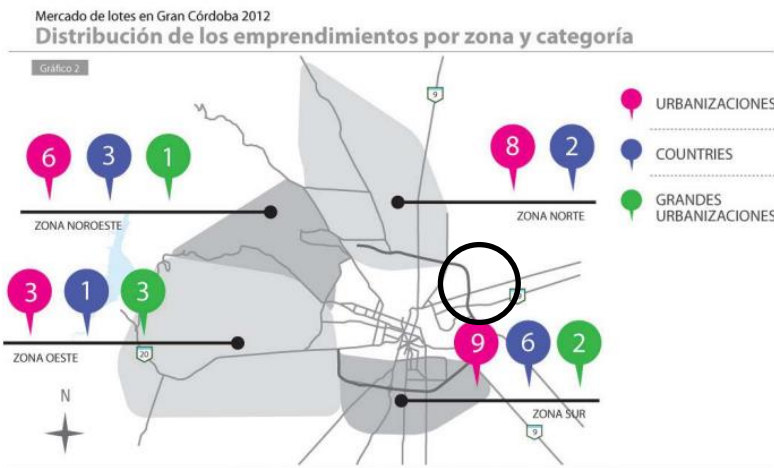 Mercado de lotes en Gran Córdoba 2012
Distribución de los emprendimientos por zona y categoría
Gráfico 2
9
URBANIZACIONES
6 3 1
8 2
COUNTRIES
ZONA NOROESTE
ZONA NORTE
GRANDES
URBANIZACIONES
3 1 3
9 6 2
ZONA OESTE
20
N
ZONA SUR
9